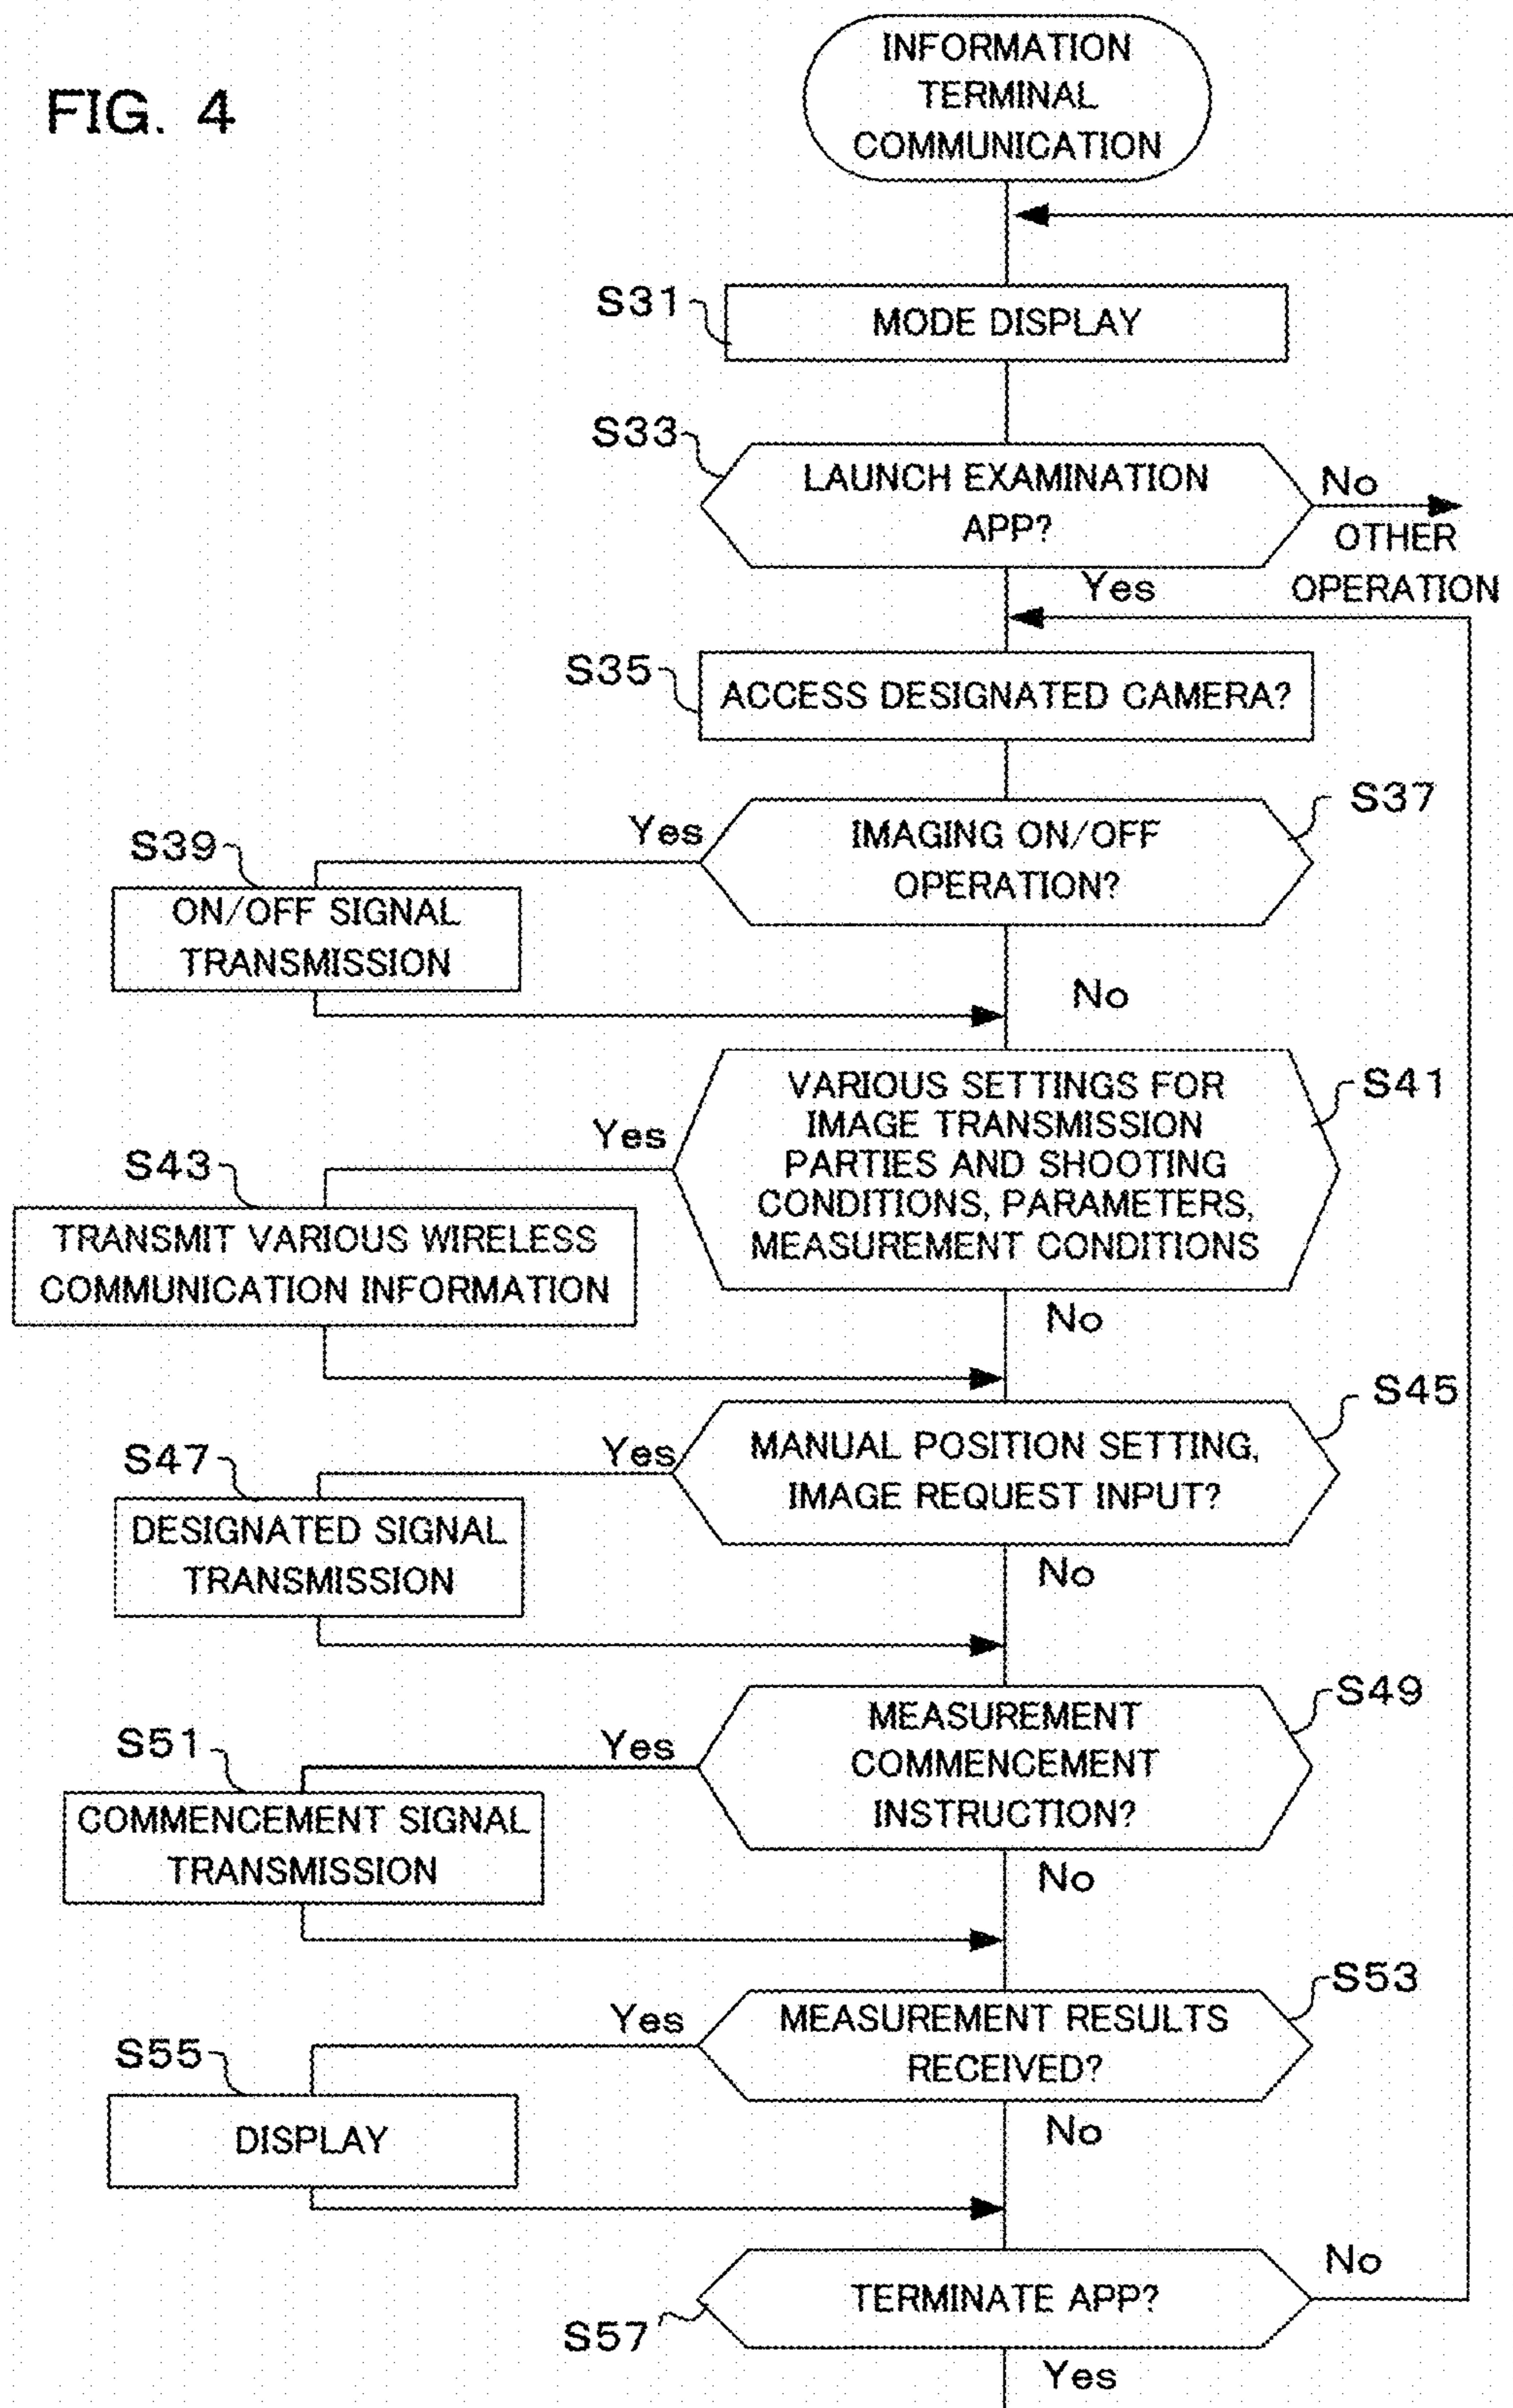 FIG. 4
INFORMATION
TERMINAL
COMMUNICATION
S31
MODE DISPLAY
S33
LAUNCH EXAMINATION
APP?
No
OTHER
OPERATION
Yes
S35
ACCESS DESIGNATED CAMERA?
S37
IMAGING ON/OFF
OPERATION?
Yes
S39
ON/OFF SIGNAL
TRANSMISSION
No
S41
VARIOUS SETTINGS FOR
IMAGE TRANSMISSION
PARTIES AND SHOOTING
CONDITIONS, PARAMETERS,
MEASUREMENT CONDITIONS
Yes
S43
TRANSMIT VARIOUS WIRELESS
COMMUNICATION INFORMATION
No
S45
MANUAL POSITION SETTING,
IMAGE REQUEST INPUT?
Yes
S47
DESIGNATED SIGNAL
TRANSMISSION
No
S49
MEASUREMENT
COMMENCEMENT
INSTRUCTION?
Yes
S51
COMMENCEMENT SIGNAL
TRANSMISSION
No
S53
MEASUREMENT RESULTS
RECEIVED?
Yes
S55
DISPLAY
No
TERMINATE APP?
No
S57
Yes